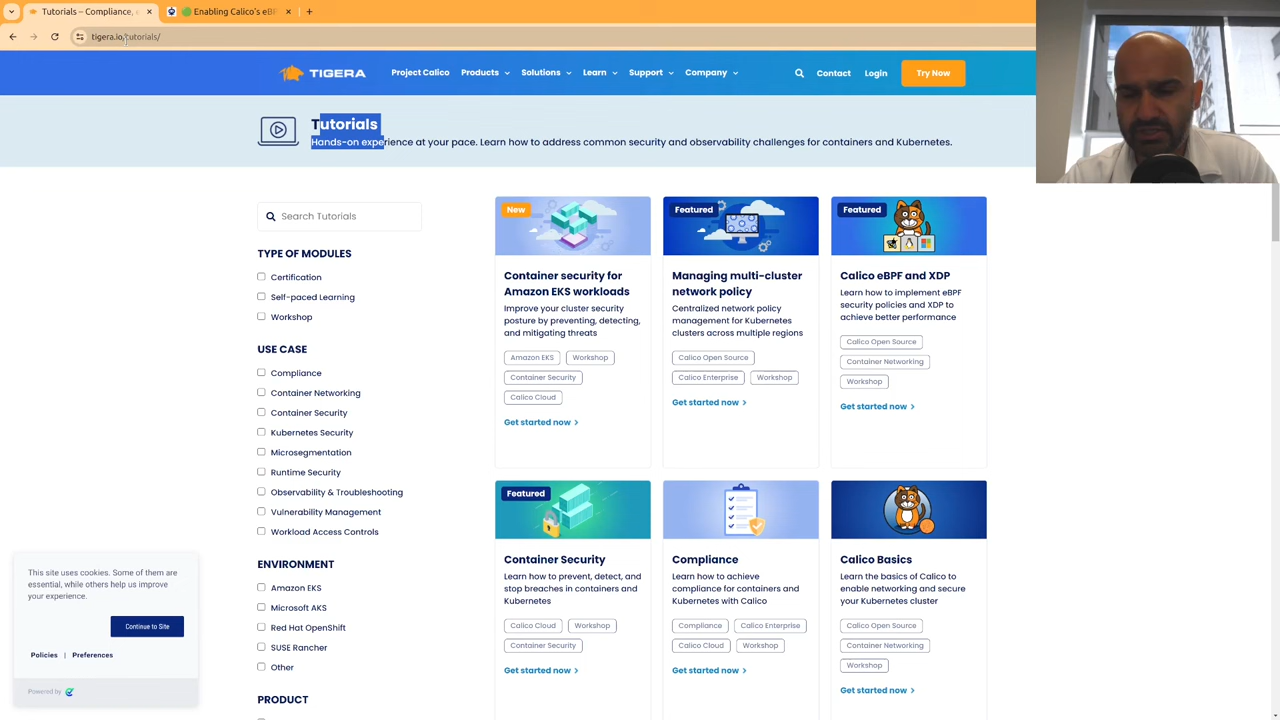 Tutorials – Compliance,
Enabling Calico's eBP
tigera.io/tutorials/
TIGERA
Project Calico
Products
Solutions
Learn
Support
Company
Contact
Login
Try Now
Tutorials
Hands-on experience at your pace. Learn how to address common security and observability challenges for containers and Kubernetes.
Search Tutorials
TYPE OF MODULES
Certification
Self-paced Learning
Workshop
USE CASE
Compliance
Container Networking
Container Security
Kubernetes Security
Microsegmentation
Runtime Security
Observability & Troubleshooting
Vulnerability Management
Workload Access Controls
ENVIRONMENT
Amazon EKS
Microsoft AKS
Red Hat OpenShift
SUSE Rancher
Other
PRODUCT
New
Container security for
Amazon EKS workloads
Improve your cluster security
posture by preventing, detecting,
and mitigating threats
Amazon EKS
Workshop
Container Security
Calico Cloud
Get started now
Featured
Managing multi-cluster
network policy
Centralized network policy
management for Kubernetes
clusters across multiple regions
Calico Open Source
Calico Enterprise
Workshop
Get started now
Featured
Calico eBPF and XDP
Learn how to implement eBPF
security policies and XDP to
achieve better performance
Calico Open Source
Container Networking
Workshop
Get started now
Featured
Container Security
Learn how to prevent, detect, and
stop breaches in containers and
Kubernetes
Calico Cloud
Workshop
Container Security
Get started now
Compliance
Learn how to achieve
compliance for containers and
Kubernetes with Calico
Compliance
Calico Enterprise
Calico Cloud
Workshop
Get started now
Calico Basics
Learn the basics of Calico to
enable networking and secure
your Kubernetes cluster
Calico Open Source
Container Networking
Workshop
Get started now
This site uses cookies. Some of them are
essential, while others help us improve
your experience.
Continue to Site
Policies | Preferences
Powered by